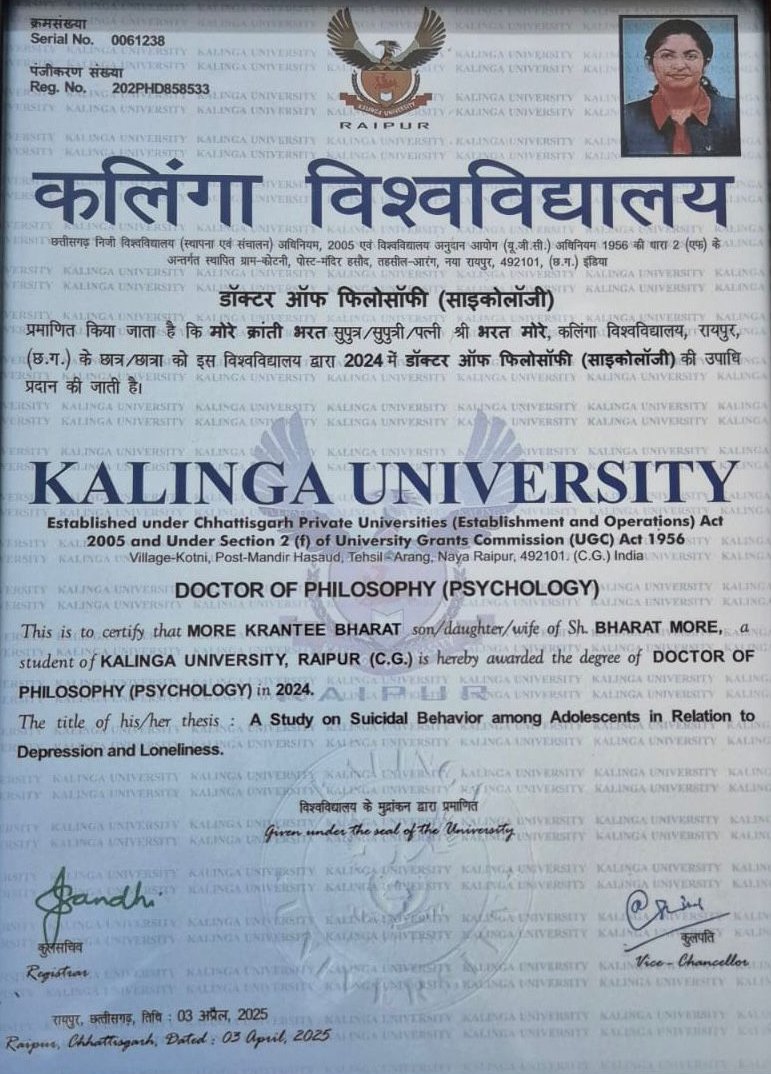 क्रमसंख्या
Serial No. 0061238
पंजीकरण संख्या
Reg. No. 202PHD858533
KALINGA UNIVERSITY
RAIPUR
कलिंगा विश्वविद्यालय
छत्तीसगढ़ निजी विश्वविद्यालय (स्थापना एवं संचालन) अधिनियम, 2005 एवं विश्वविद्यालय अनुदान आयोग (यू.जी.सी.) अधिनियम 1956 की धारा 2 (एफ) के
अन्तर्गत स्थापित ग्राम-कोटनी, पोस्ट-मंदिर हसौद, तहसील-आरंग, नया रायपुर, 492101, (छ.ग.) इंडिया
डॉक्टर ऑफ फिलोसॉफी (साइकोलॉजी)
प्रमाणित किया जाता है कि मोरे क्रांती भरत सुपुत्र/सुपुत्री/पत्नी श्री भरत मोरे, कलिंगा विश्वविद्यालय, रायपुर,
(छ.ग.) के छात्र/छात्रा को इस विश्वविद्यालय द्वारा 2024 में डॉक्टर ऑफ फिलोसॉफी (साइकोलॉजी) की उपाधि
प्रदान की जाती है।
KALINGA UNIVERSITY
Established under Chhattisgarh Private Universities (Establishment and Operations) Act
2005 and Under Section 2 (f) of University Grants Commission (UGC) Act 1956
Village-Kotni, Post-Mandir Hasaud, Tehsil -Arang, Naya Raipur, 492101. (C.G.) India
DOCTOR OF PHILOSOPHY (PSYCHOLOGY)
This is to certify that MORE KRANTEE BHARAT son/daughter/wife of Sh. BHARAT MORE, a
student of KALINGA UNIVERSITY, RAIPUR (C.G.) is hereby awarded the degree of DOCTOR OF
PHILOSOPHY (PSYCHOLOGY) in 2024.
RAIPUR
The title of his/her thesis : A Study on Suicidal Behavior among Adolescents in Relation to
Depression and Loneliness.
विश्वविद्यालय के मुद्रांकन द्वारा प्रमाणित
Given under the seal of the University
कुलसचिव
Registrar
कुलपति
Vice - Chancellor
रायपुर, छत्तीसगढ़, तिथि : 03 अप्रैल, 2025
Raipur, Chhattisgarh, Dated : 03 April, 2025